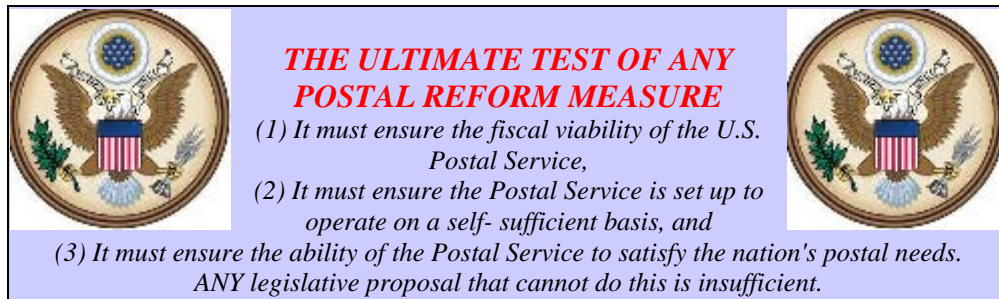 THE ULTIMATE TEST OF ANY
POSTAL REFORM MEASURE
(1) It must ensure the fiscal viability of the U.S.
Postal Service,
(2) It must ensure the Postal Service is set up to
operate on a self- sufficient basis, and
(3) It must ensure the ability of the Postal Service to satisfy the nation's postal needs.
ANY legislative proposal that cannot do this is insufficient.